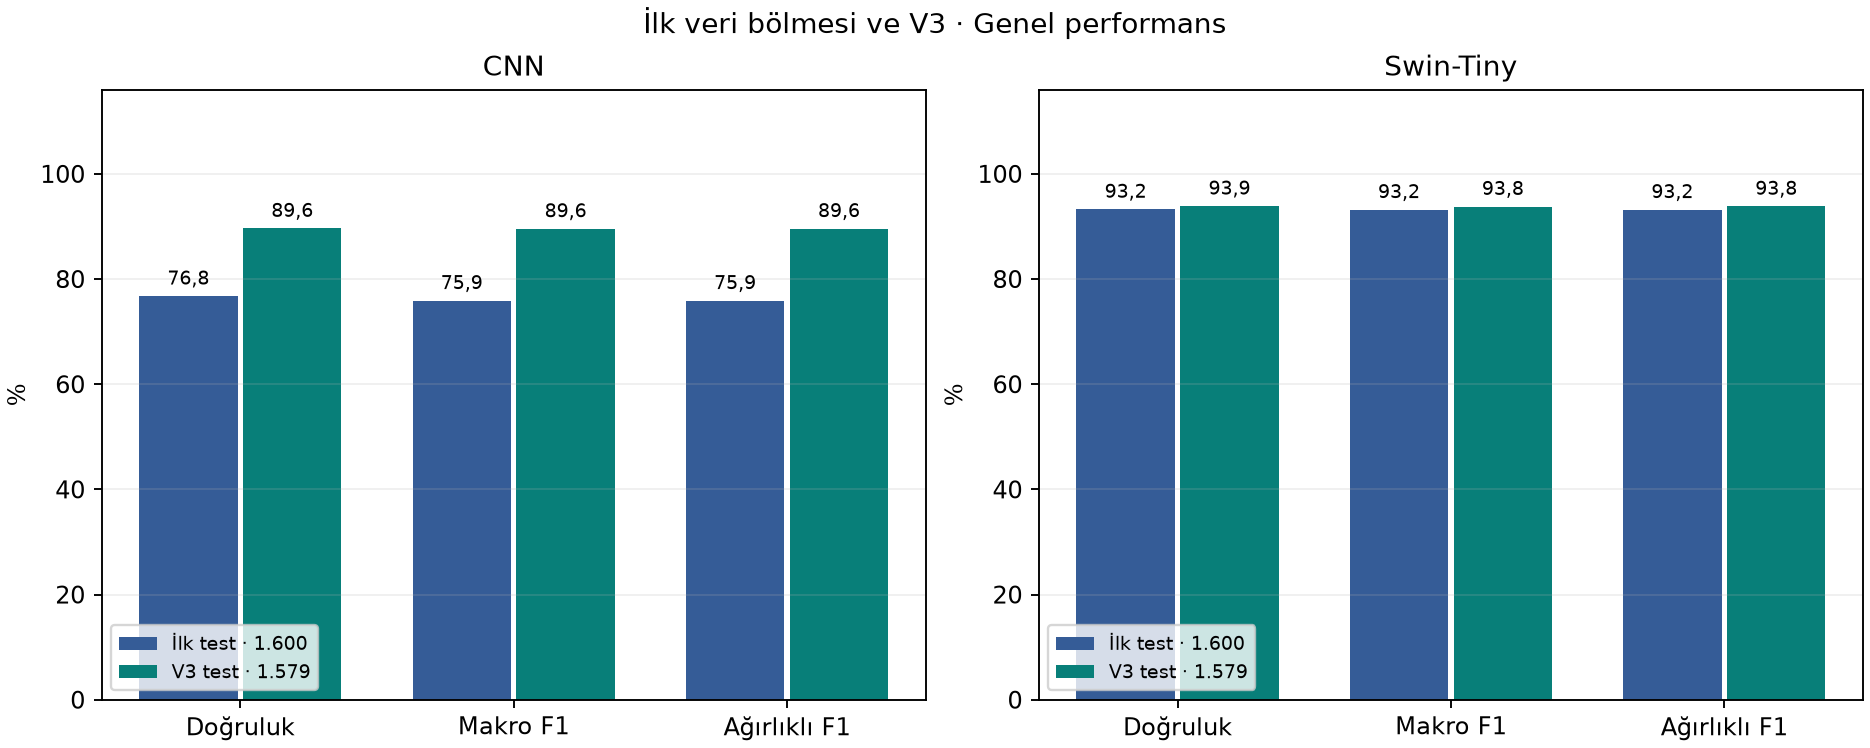 İlk veri bölmesi ve V3 · Genel performans
CNN
%
100
80
60
40
20
0
76,8
89,6
75,9
89,6
75,9
89,6
İlk test · 1.600
V3 test · 1.579
Doğruluk
Makro F1
Ağırlıklı F1
Swin-Tiny
%
100
80
60
40
20
0
93,2
93,9
93,2
93,8
93,2
93,8
İlk test · 1.600
V3 test · 1.579
Doğruluk
Makro F1
Ağırlıklı F1